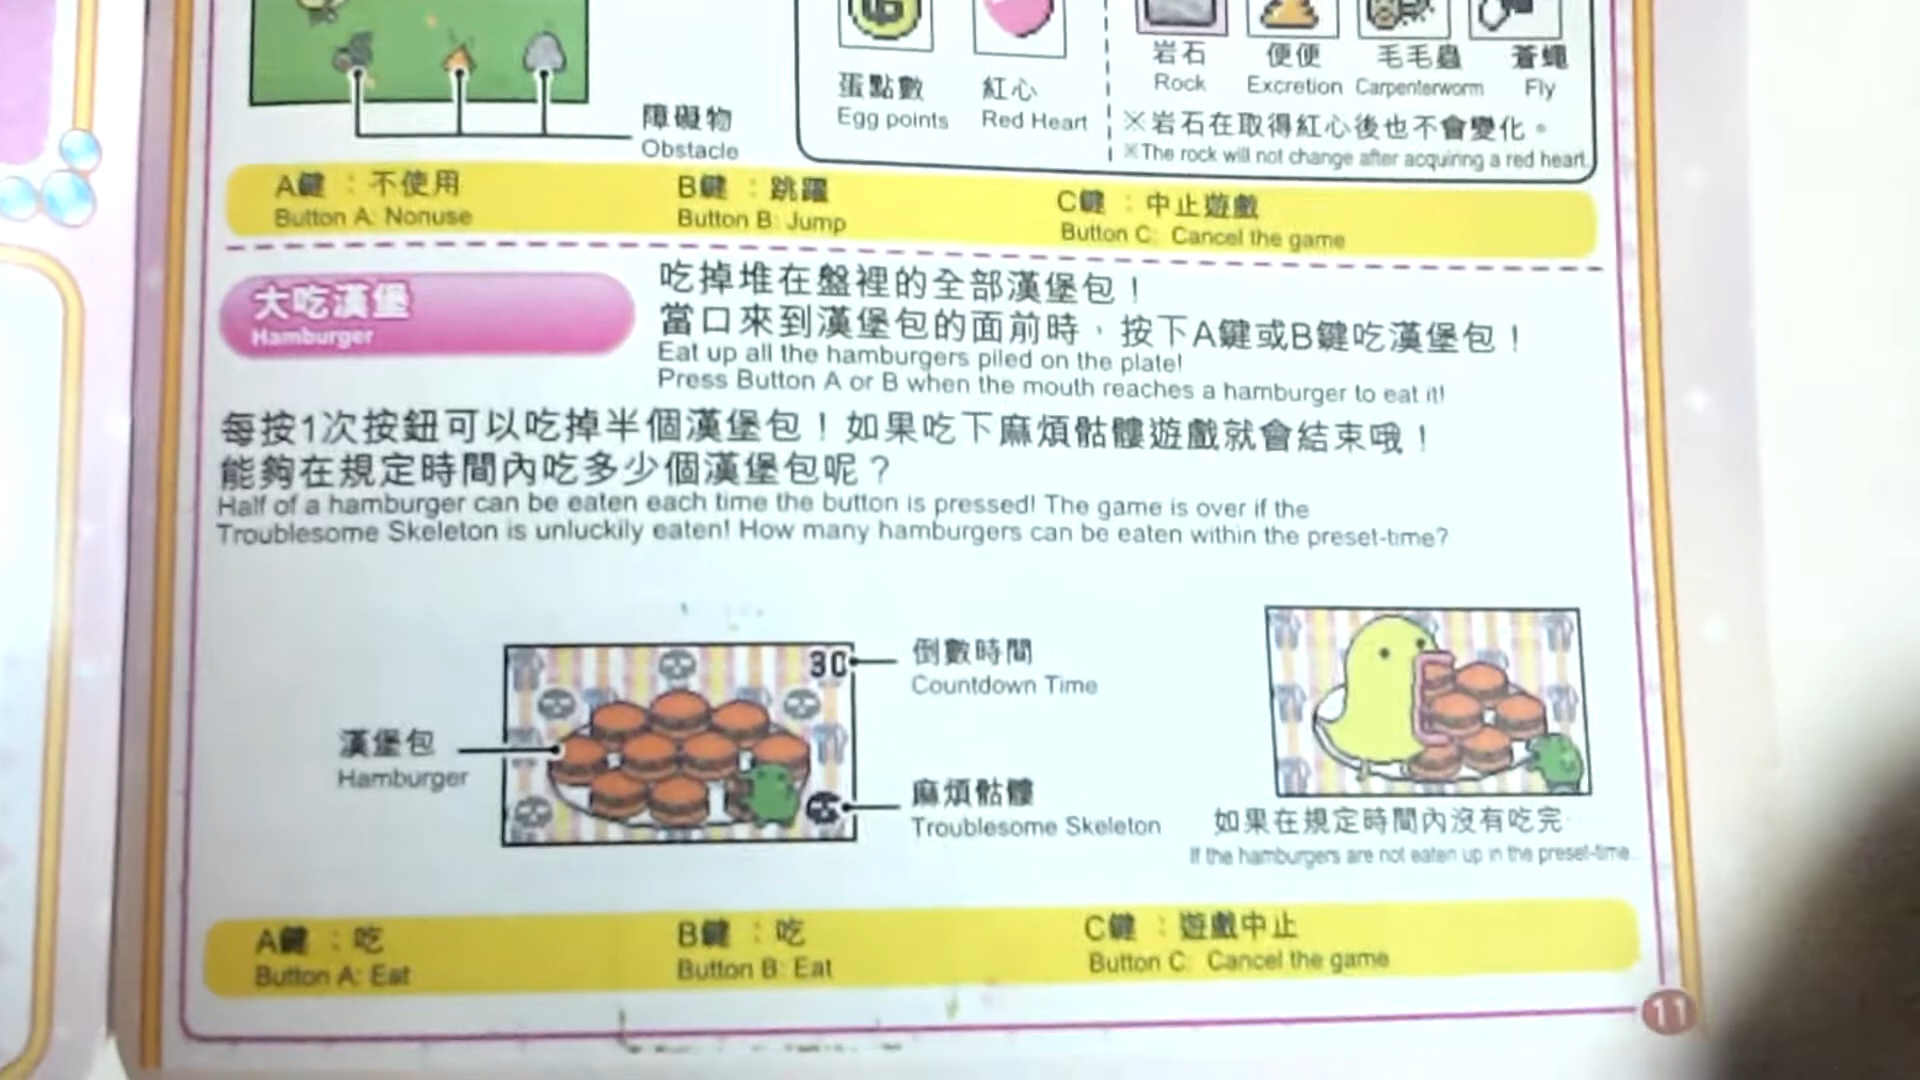 岩石 便便 毛毛蟲 蒼蠅
Rock Excretion Carpenterworm Fly
蛋點數 紅心
Egg points Red Heart
※岩石在取得紅心後也不會變化。
※The rock will not change after acquiring a red heart.
障礙物
Obstacle
A鍵：不使用 B鍵：跳躍 C鍵：中止遊戲
Button A: Nonuse Button B: Jump Button C: Cancel the game
大吃漢堡
Hamburger
吃掉堆在盤裡的全部漢堡包！
當口來到漢堡包的面前時，按下A鍵或B鍵吃漢堡包！
Eat up all the hamburgers piled on the plate!
Press Button A or B when the mouth reaches a hamburger to eat it!
每按1次按鈕可以吃掉半個漢堡包！如果吃下麻煩骷髏遊戲就會結束哦！
能夠在規定時間內吃多少個漢堡包呢？
Half of a hamburger can be eaten each time the button is pressed! The game is over if the
Troublesome Skeleton is unluckily eaten! How many hamburgers can be eaten within the preset-time?
30
倒數時間
Countdown Time
漢堡包
Hamburger
麻煩骷髏
Troublesome Skeleton
如果在規定時間內沒有吃完
If the hamburgers are not eaten up in the preset-time
A鍵：吃 B鍵：吃 C鍵：遊戲中止
Button A: Eat Button B: Eat Button C: Cancel the game
11